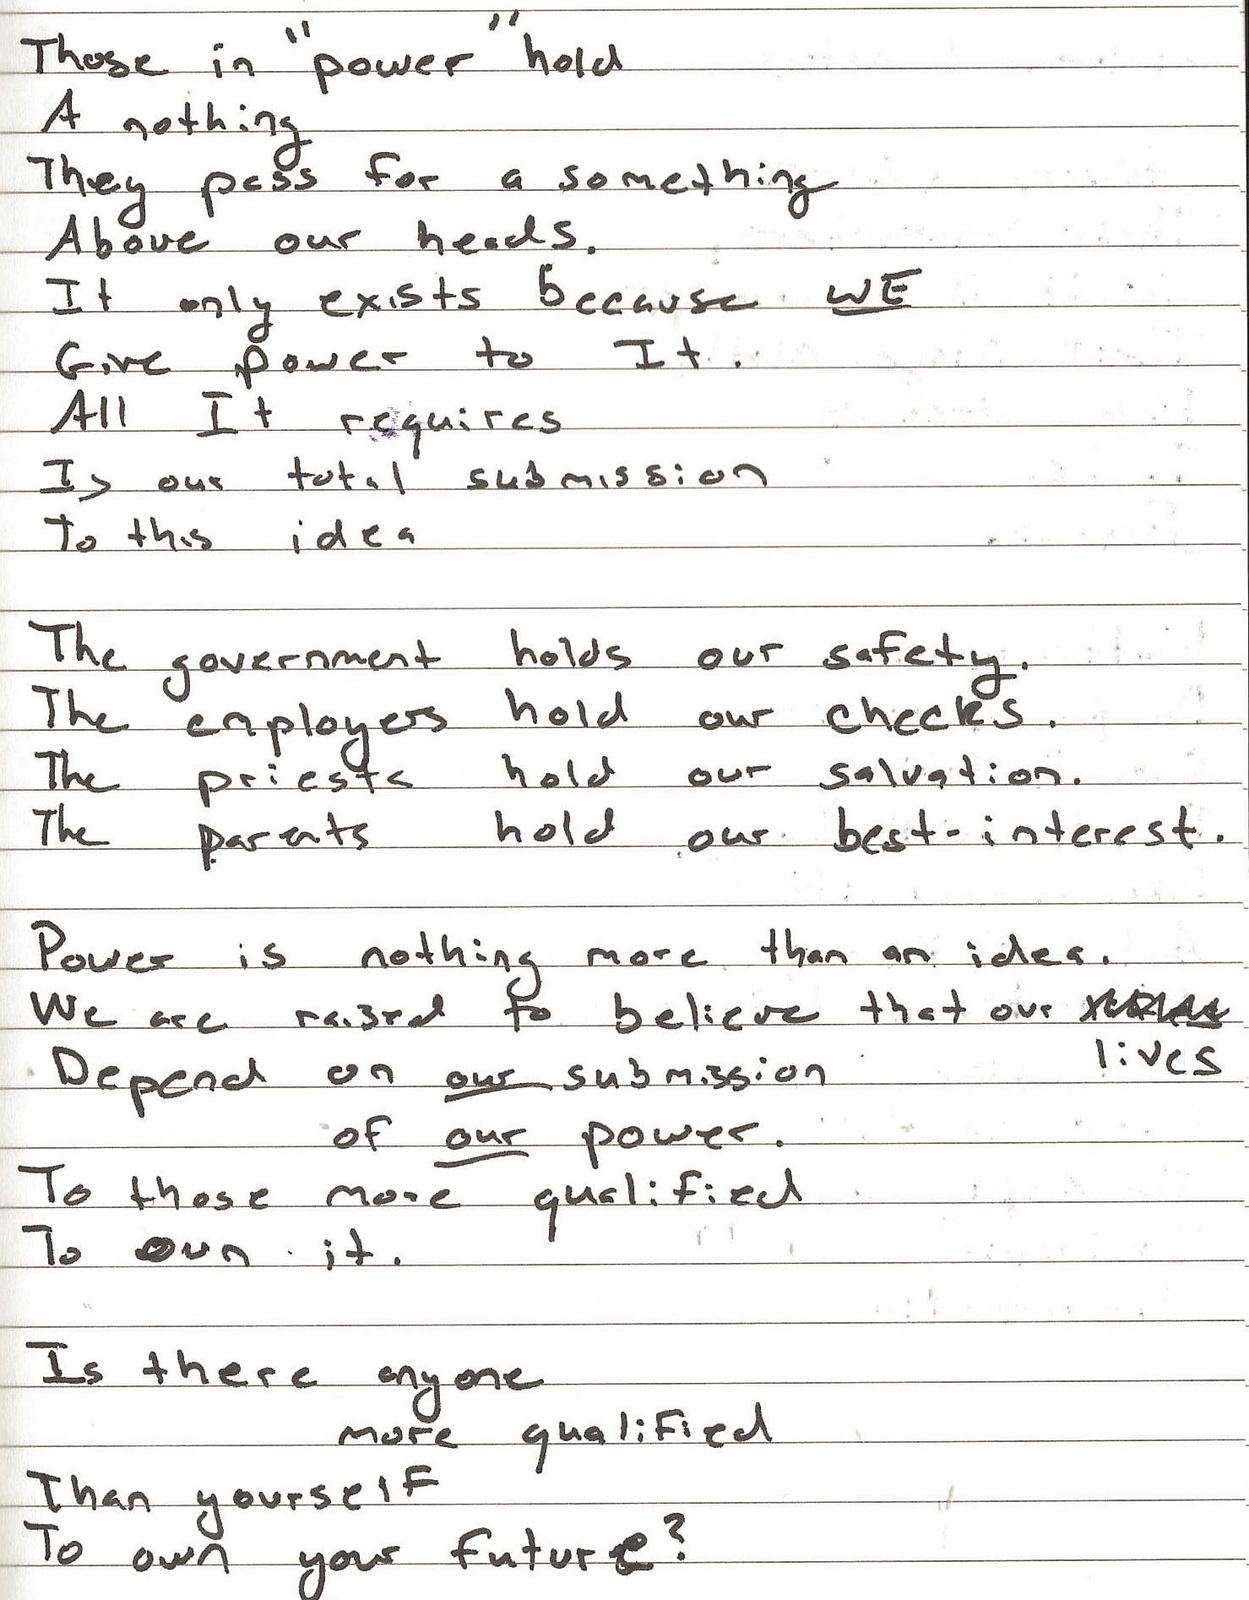 Those in "power" hold
A nothing
They pass for a something
Above our heads.
It only exists because WE
Give power to It.
All It requires
Is our total submission
To this idea
The government holds our safety.
The employers hold our checks.
The priests hold our salvation.
The parents hold our best-interest.
Power is nothing more than an idea.
We are raised to believe that our
lives
Depend on our submission
of our power.
To those more qualified
To own it.
Is there anyone
more qualified
Than yourself
To own your future?